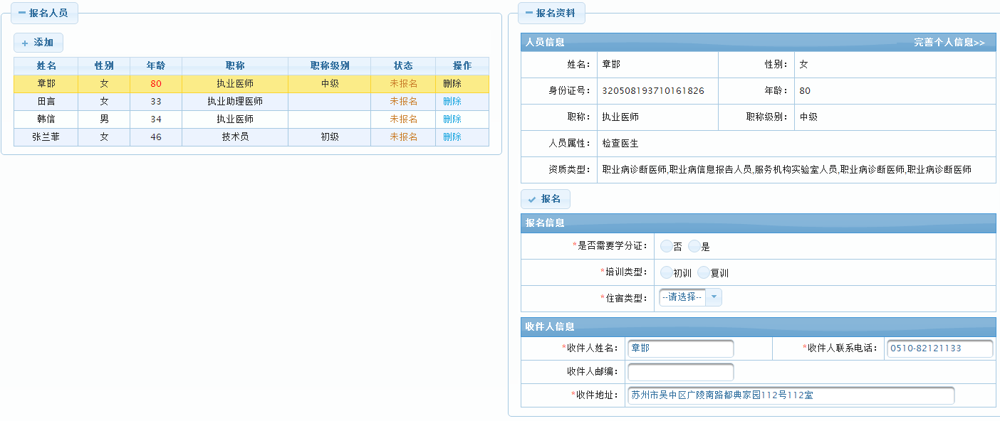 报名人员
+ 添加
姓名 性别 年龄 职称 职称级别 状态 操作
章邯 女 80 执业医师 中级 未报名 删除
田言 女 33 执业助理医师 未报名 删除
韩信 男 34 执业医师 未报名 删除
张兰菲 女 46 技术员 初级 未报名 删除
报名资料
人员信息 完善个人信息>>
姓名: 章邯 性别: 女
身份证号: 320508193710161826 年龄: 80
职称: 执业医师 职称级别: 中级
人员属性: 检查医生
资质类型: 职业病诊断医师,职业病信息报告人员,服务机构实验室人员,职业病诊断医师,职业病诊断医师
报名
报名信息
*是否需要学分证: 否 是
*培训类型: 初训 复训
*住宿类型: --请选择--
收件人信息
*收件人姓名: 章邯 *收件人联系电话: 0510-82121133
收件人邮编:
*收件地址: 苏州市吴中区广陵南路都典家园112号112室